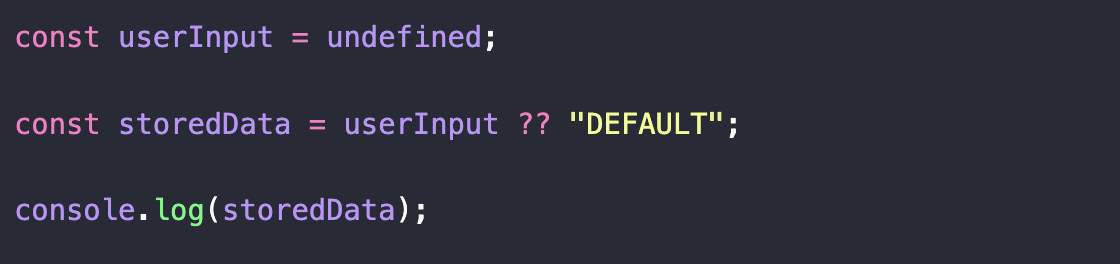 const userInput = undefined;
const storedData = userInput ?? "DEFAULT";
console.log(storedData);